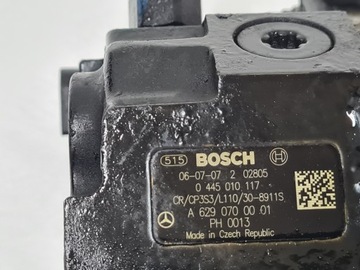 515 BOSCH
06-07-07 2 02805
0 445 010 117
CR/CP3S3/L110/30-8911S
A 629 070 00 01
PH 0013
Made in Czech Republic